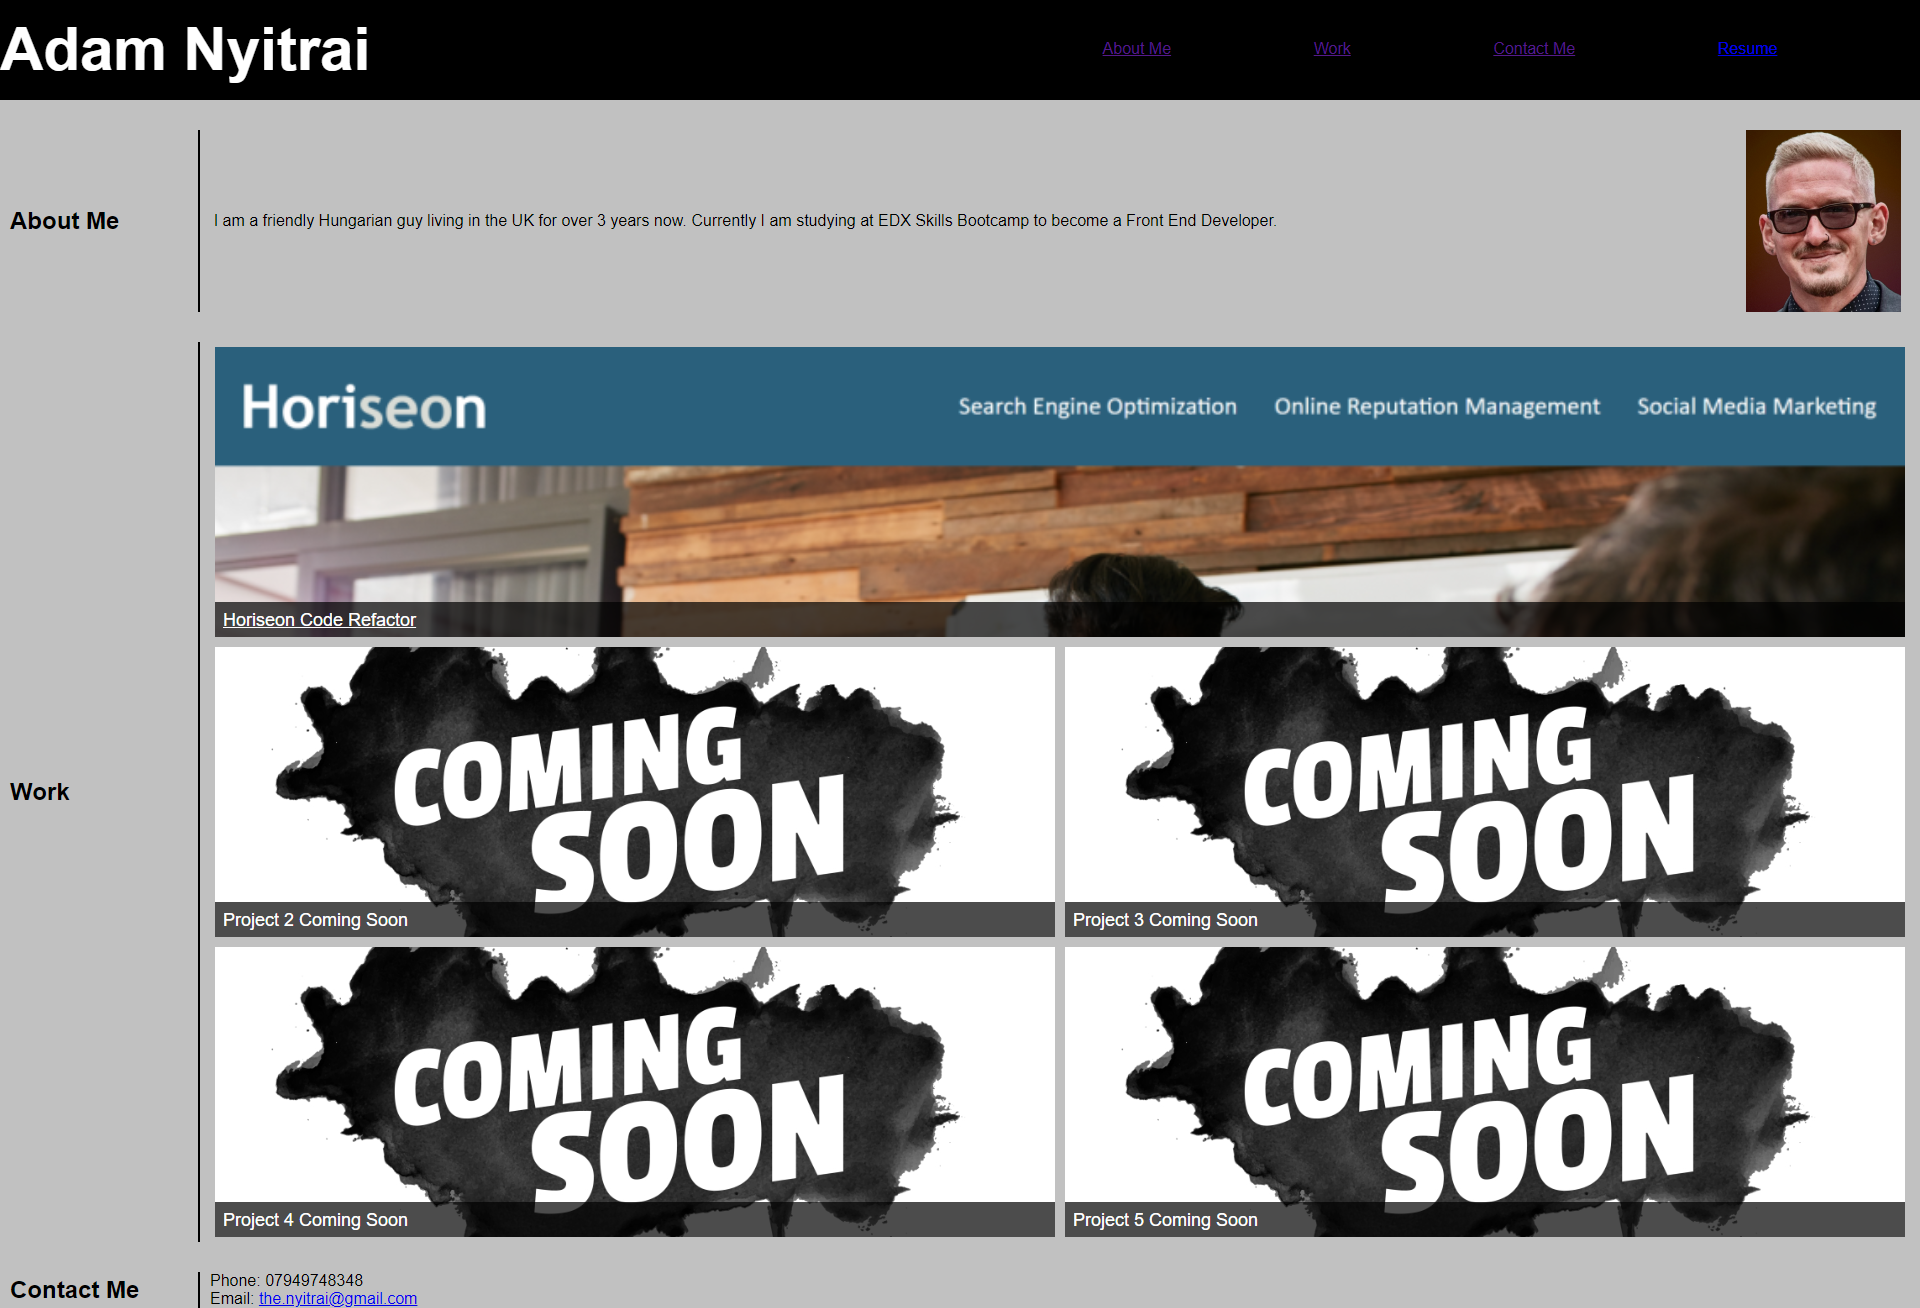 Adam Nyitrai
About Me
Work
Contact Me
Resume
About Me
I am a friendly Hungarian guy living in the UK for over 3 years now. Currently I am studying at EDX Skills Bootcamp to become a Front End Developer.
Work
Horiseon
Search Engine Optimization
Online Reputation Management
Social Media Marketing
Horiseon Code Refactor
COMING
SOON
Project 2 Coming Soon
COMING
SOON
Project 3 Coming Soon
COMING
SOON
Project 4 Coming Soon
COMING
SOON
Project 5 Coming Soon
Contact Me
Phone: 07949748348
Email: the.nyitrai@gmail.com